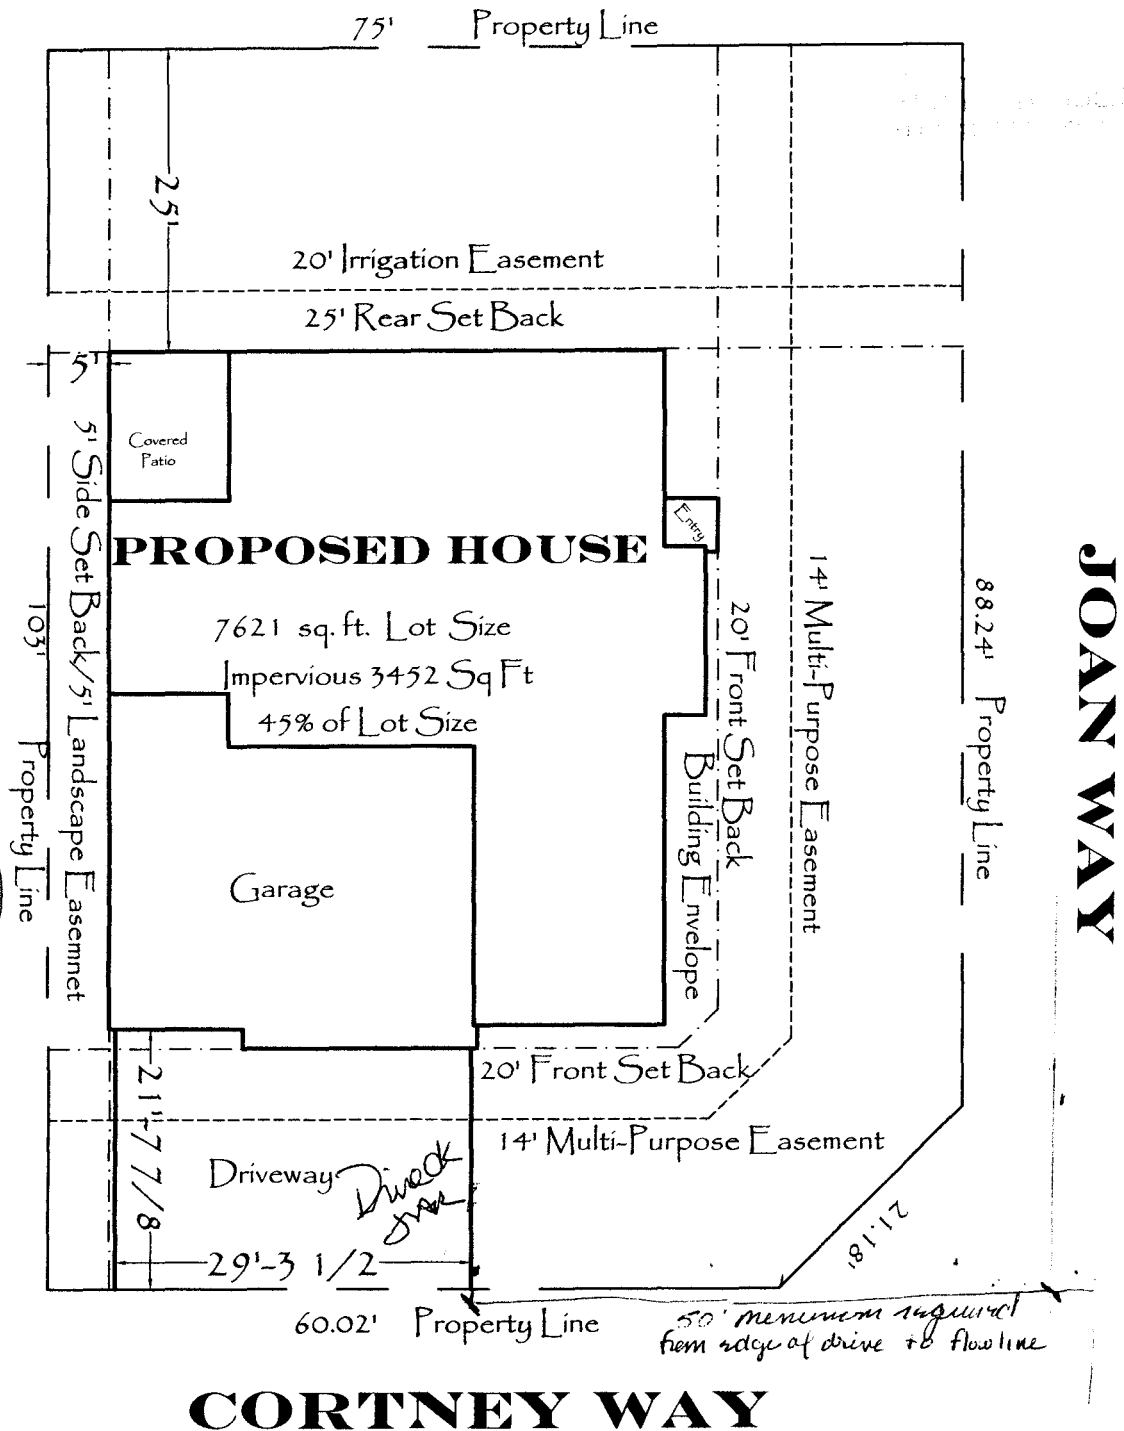 75' Property Line
25'
20' Irrigation Easement
25' Rear Set Back
5'
Covered
Patio
5' Side Set Back/5' Landscape Easemnet
103'
Property Line
Entry
PROPOSED HOUSE
7621 sq. ft. Lot Size
Impervious 3452 Sq Ft
45% of Lot Size
Garage
20' Front Set Back
Building Envelope
14' Multi-Purpose Easement
88.24' Property Line
JOAN WAY
20' Front Set Back
14' Multi-Purpose Easement
21'-7 7/8
Driveway
Drive OK
29'-3 1/2
21.18'
60.02' Property Line
50' menimum required
from edge of drive to flowline
CORTNEY WAY